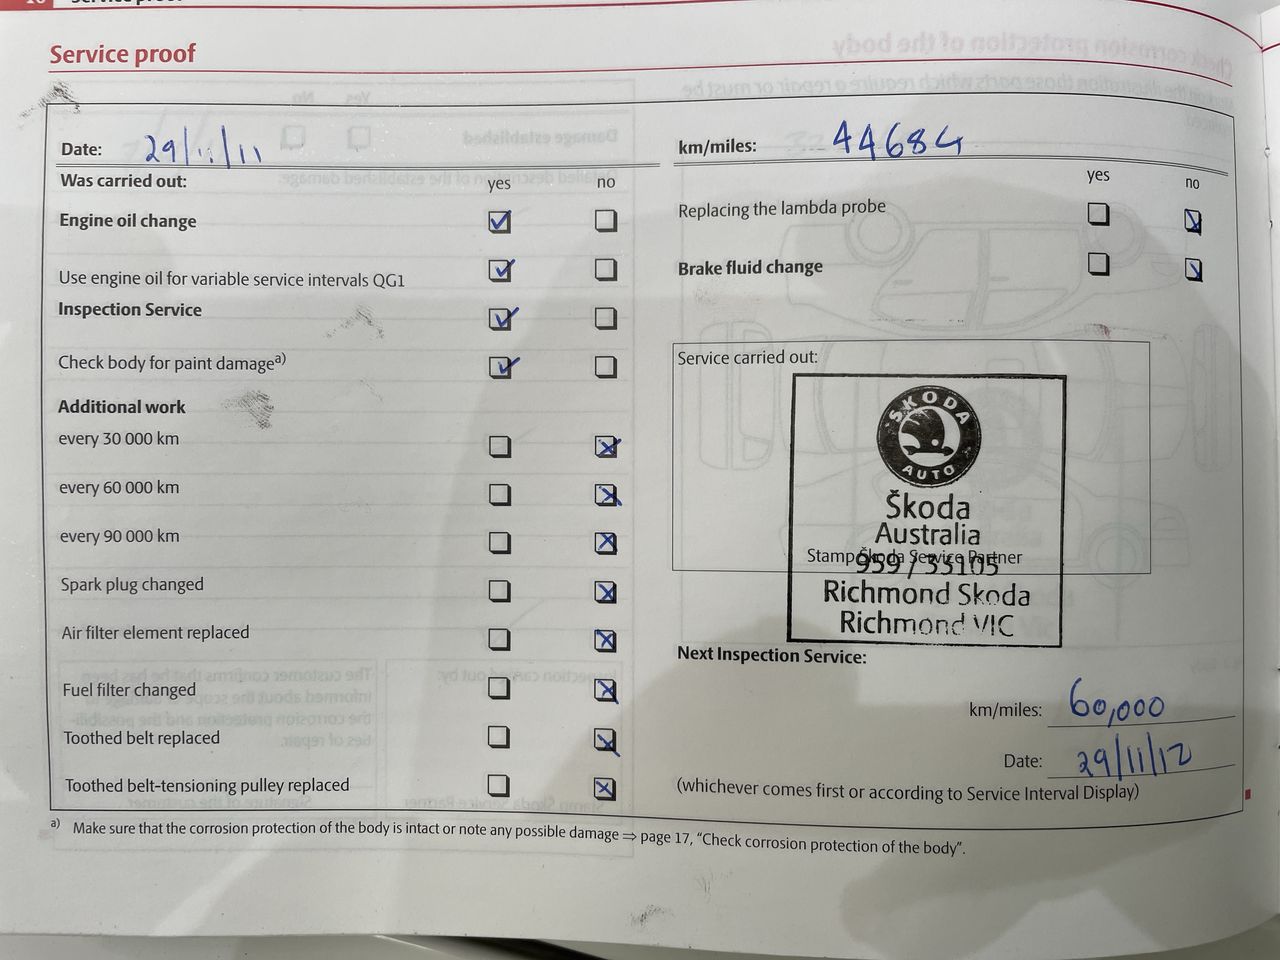 Service proof
Date: 29/11/11
Was carried out: yes no
Engine oil change
Use engine oil for variable service intervals QG1
Inspection Service
Check body for paint damage a)
Additional work
every 30 000 km
every 60 000 km
every 90 000 km
Spark plug changed
Air filter element replaced
Fuel filter changed
Toothed belt replaced
Toothed belt-tensioning pulley replaced
km/miles: 44684
yes no
Replacing the lambda probe
Brake fluid change
Service carried out:
ŠKODA
AUTO
Škoda
Australia
Stamp Škoda Service Partner
959 / 33105
Richmond Skoda
Richmond VIC
Next Inspection Service:
km/miles: 60,000
Date: 29/11/12
(whichever comes first or according to Service Interval Display)
a) Make sure that the corrosion protection of the body is intact or note any possible damage ⇒ page 17, “Check corrosion protection of the body”.